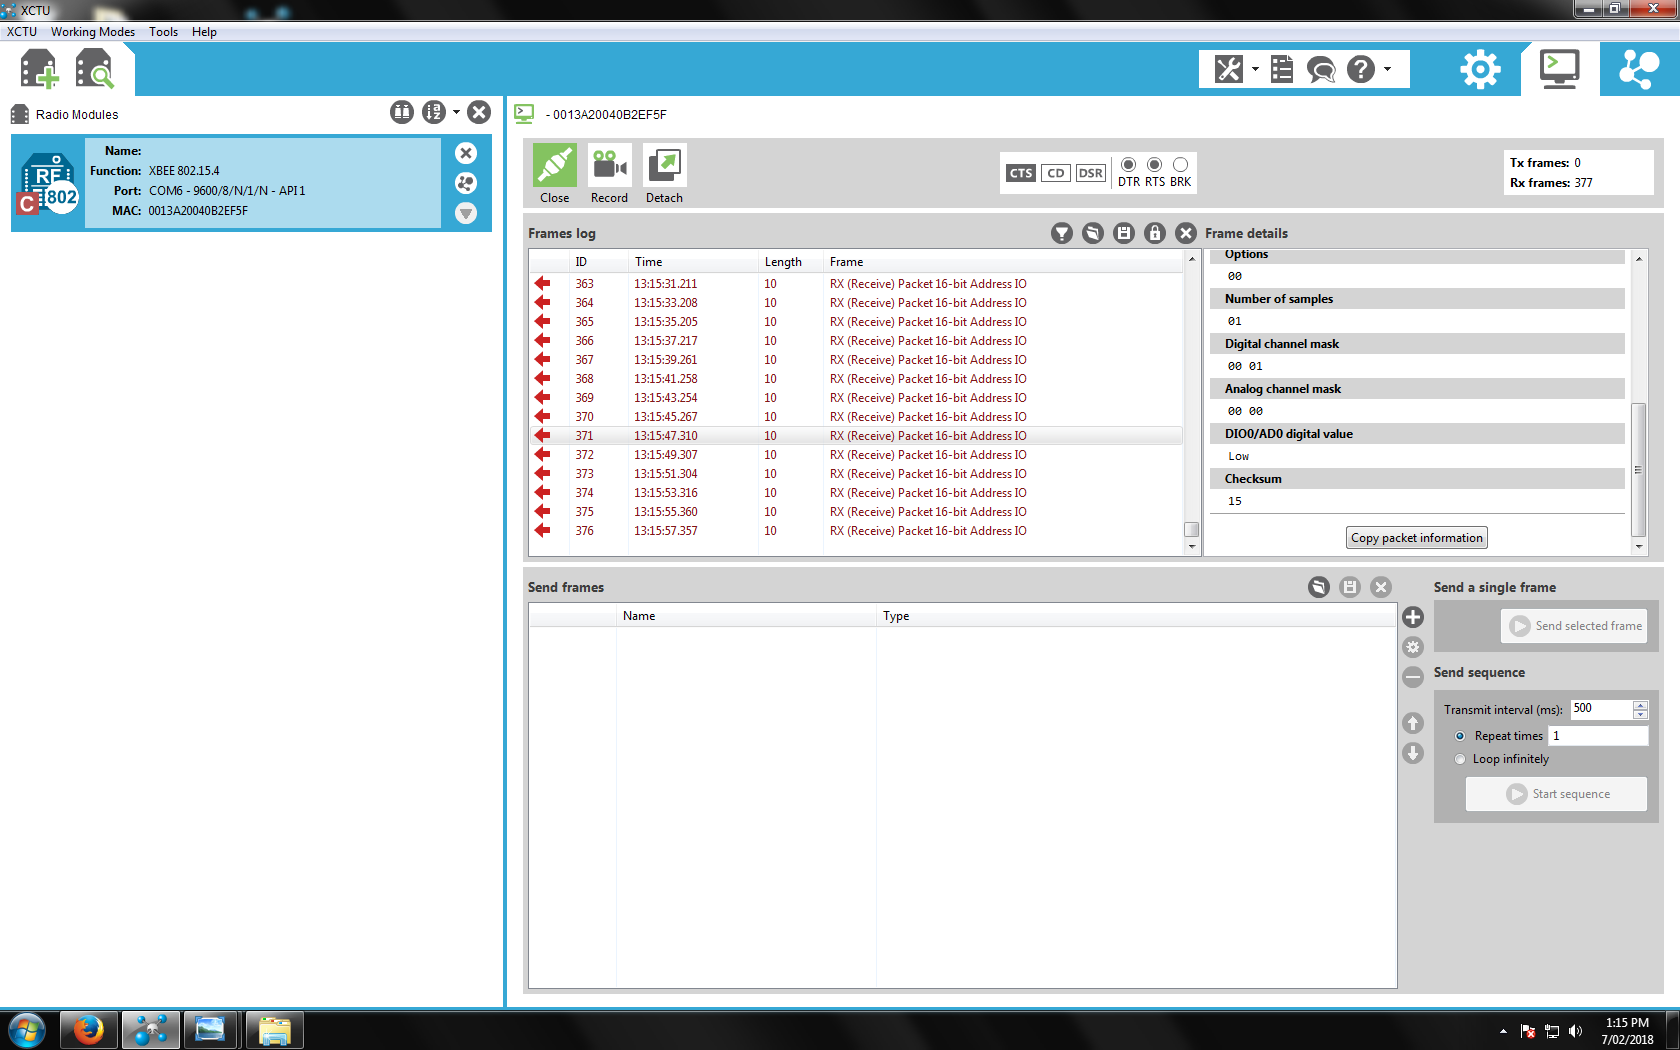 XCTU
XCTU Working Modes Tools Help
Radio Modules
- 0013A20040B2EF5F
RF
802
C
Name:
Function: XBEE 802.15.4
Port: COM6 - 9600/8/N/1/N - API 1
MAC: 0013A20040B2EF5F
Close Record Detach
CTS CD DSR DTR RTS BRK
Tx frames: 0
Rx frames: 377
Frames log
ID Time Length Frame
363 13:15:31.211 10 RX (Receive) Packet 16-bit Address IO
364 13:15:33.208 10 RX (Receive) Packet 16-bit Address IO
365 13:15:35.205 10 RX (Receive) Packet 16-bit Address IO
366 13:15:37.217 10 RX (Receive) Packet 16-bit Address IO
367 13:15:39.261 10 RX (Receive) Packet 16-bit Address IO
368 13:15:41.258 10 RX (Receive) Packet 16-bit Address IO
369 13:15:43.254 10 RX (Receive) Packet 16-bit Address IO
370 13:15:45.267 10 RX (Receive) Packet 16-bit Address IO
371 13:15:47.310 10 RX (Receive) Packet 16-bit Address IO
372 13:15:49.307 10 RX (Receive) Packet 16-bit Address IO
373 13:15:51.304 10 RX (Receive) Packet 16-bit Address IO
374 13:15:53.316 10 RX (Receive) Packet 16-bit Address IO
375 13:15:55.360 10 RX (Receive) Packet 16-bit Address IO
376 13:15:57.357 10 RX (Receive) Packet 16-bit Address IO
Frame details
Options
00
Number of samples
01
Digital channel mask
00 01
Analog channel mask
00 00
DIO0/AD0 digital value
Low
Checksum
15
Copy packet information
Send frames
Name Type
Send a single frame
Send selected frame
Send sequence
Transmit interval (ms): 500
Repeat times 1
Loop infinitely
Start sequence
1:15 PM
7/02/2018